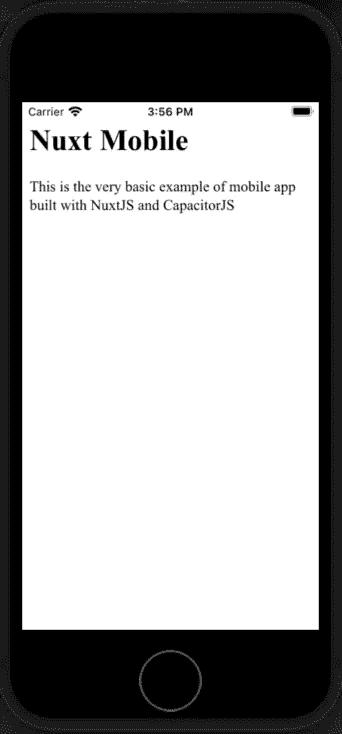 Carrier 3:56 PM
Nuxt Mobile
This is the very basic example of mobile app
built with NuxtJS and CapacitorJS